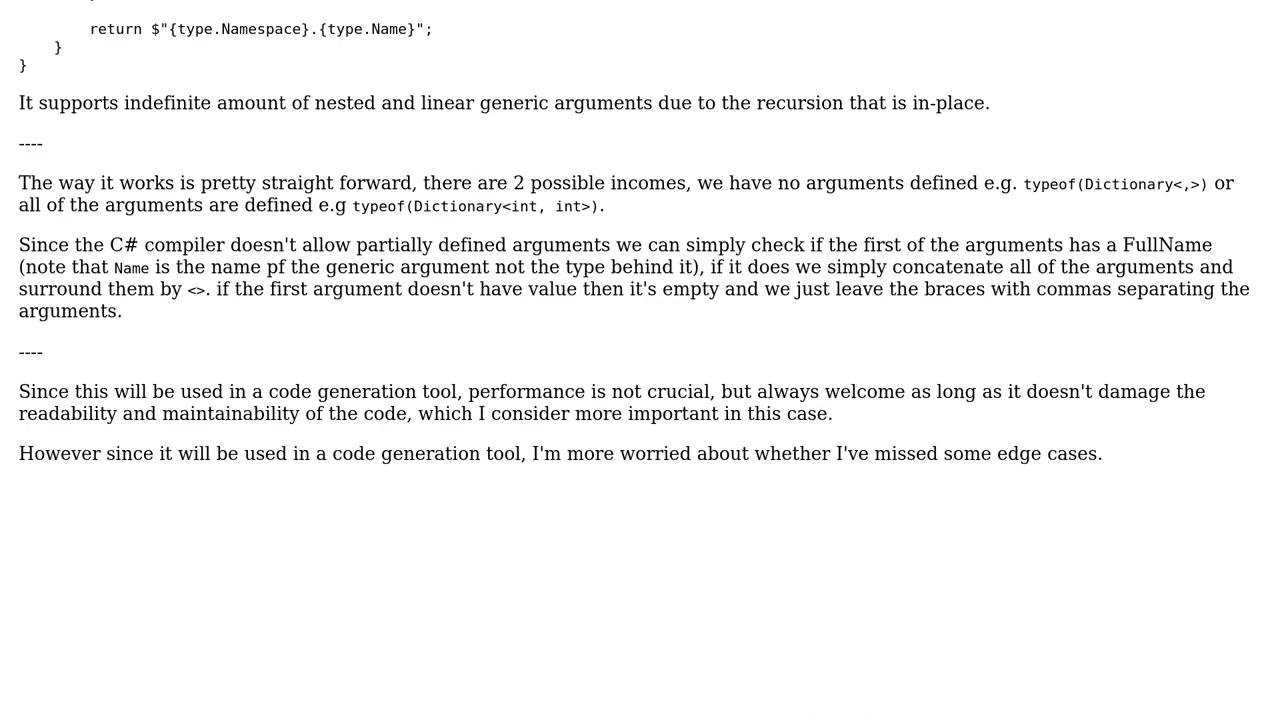 return $"{type.Namespace}.{type.Name}";
}
}
It supports indefinite amount of nested and linear generic arguments due to the recursion that is in-place.
----
The way it works is pretty straight forward, there are 2 possible incomes, we have no arguments defined e.g. typeof(Dictionary<,>) or
all of the arguments are defined e.g typeof(Dictionary<int, int>).
Since the C# compiler doesn't allow partially defined arguments we can simply check if the first of the arguments has a FullName
(note that Name is the name pf the generic argument not the type behind it), if it does we simply concatenate all of the arguments and
surround them by <>. if the first argument doesn't have value then it's empty and we just leave the braces with commas separating the
arguments.
----
Since this will be used in a code generation tool, performance is not crucial, but always welcome as long as it doesn't damage the
readability and maintainability of the code, which I consider more important in this case.
However since it will be used in a code generation tool, I'm more worried about whether I've missed some edge cases.